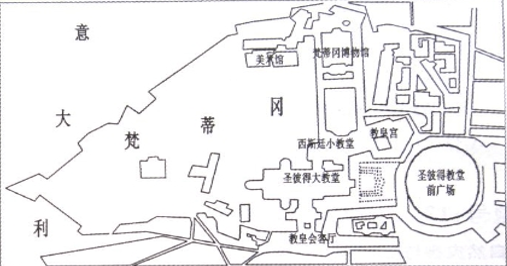 意
大
利
梵
蒂
冈
美术馆
梵蒂冈博物馆
教皇宫
西斯廷小教堂
圣彼得大教堂
圣彼得教堂
前广场
教皇会客厅